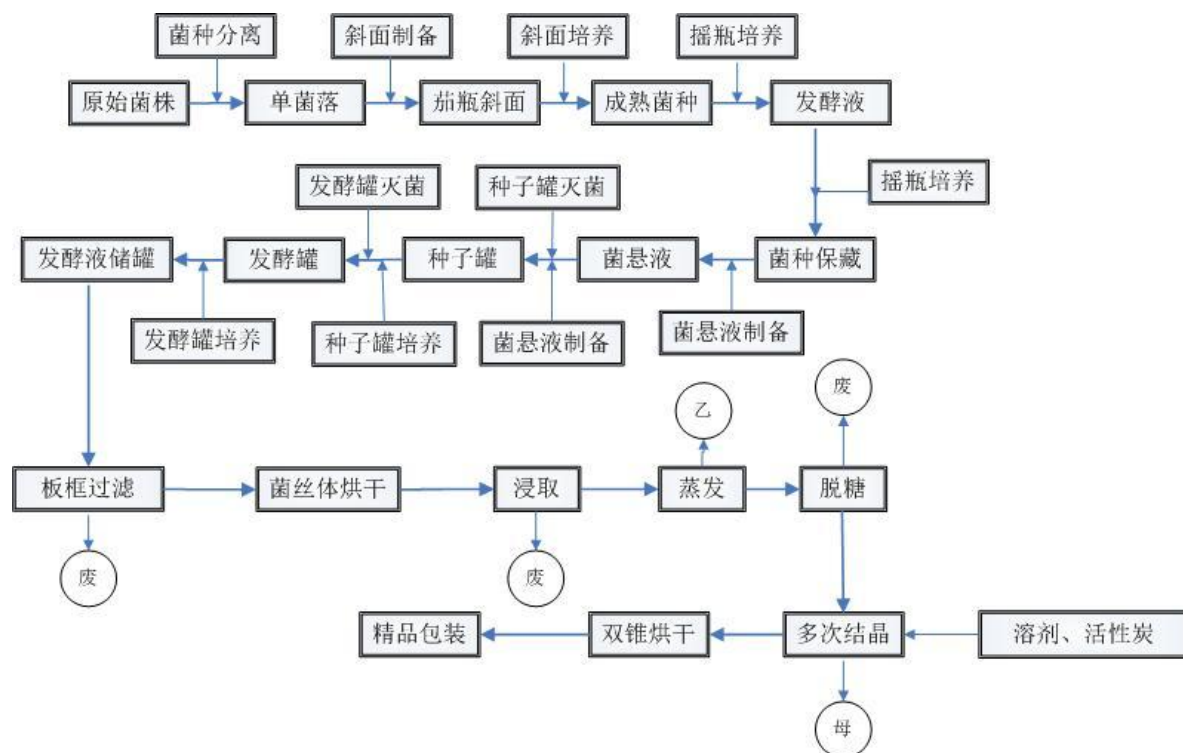 菌种分离
斜面制备
斜面培养
摇瓶培养
原始菌株
单菌落
茄瓶斜面
成熟菌种
发酵液
发酵罐灭菌
种子罐灭菌
摇瓶培养
发酵液储罐
发酵罐
种子罐
菌悬液
菌种保藏
发酵罐培养
种子罐培养
菌悬液制备
菌悬液制备
乙
废
板框过滤
菌丝体烘干
浸取
蒸发
脱糖
废
废
精品包装
双锥烘干
多次结晶
溶剂、活性炭
母